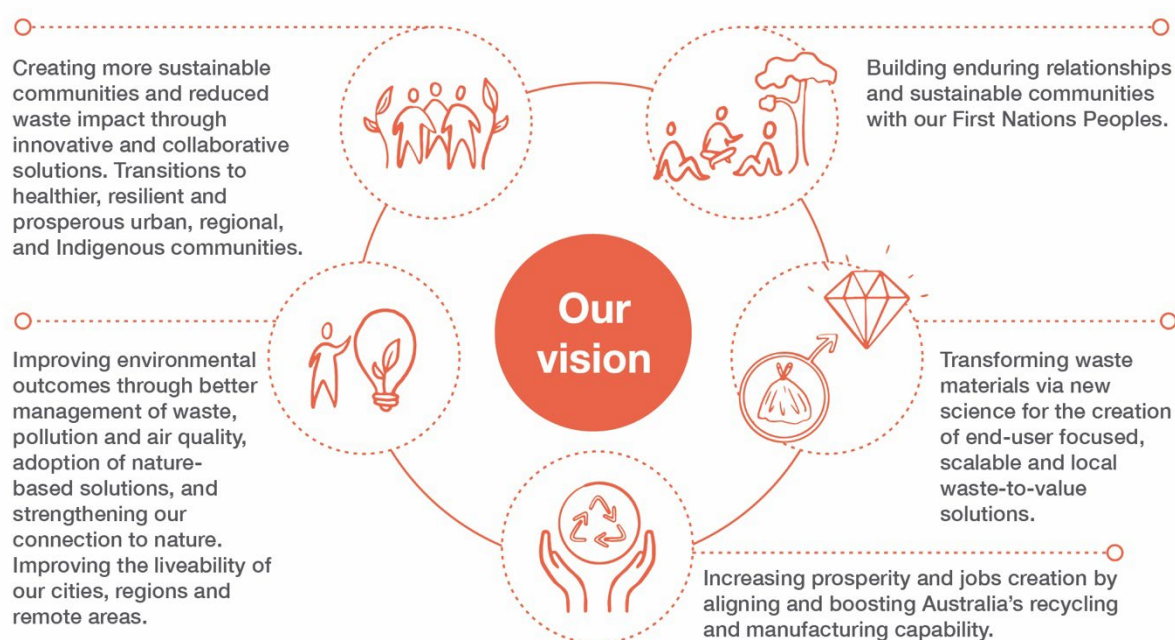 Creating more sustainable
communities and reduced
waste impact through
innovative and collaborative
solutions. Transitions to
healthier, resilient and
prosperous urban, regional,
and Indigenous communities.
Building enduring relationships
and sustainable communities
with our First Nations Peoples.
Our
vision
Improving environmental
outcomes through better
management of waste,
pollution and air quality,
adoption of nature-
based solutions, and
strengthening our
connection to nature.
Improving the liveability of
our cities, regions and
remote areas.
Transforming waste
materials via new
science for the creation
of end-user focused,
scalable and local
waste-to-value
solutions.
Increasing prosperity and jobs creation by
aligning and boosting Australia's recycling
and manufacturing capability.